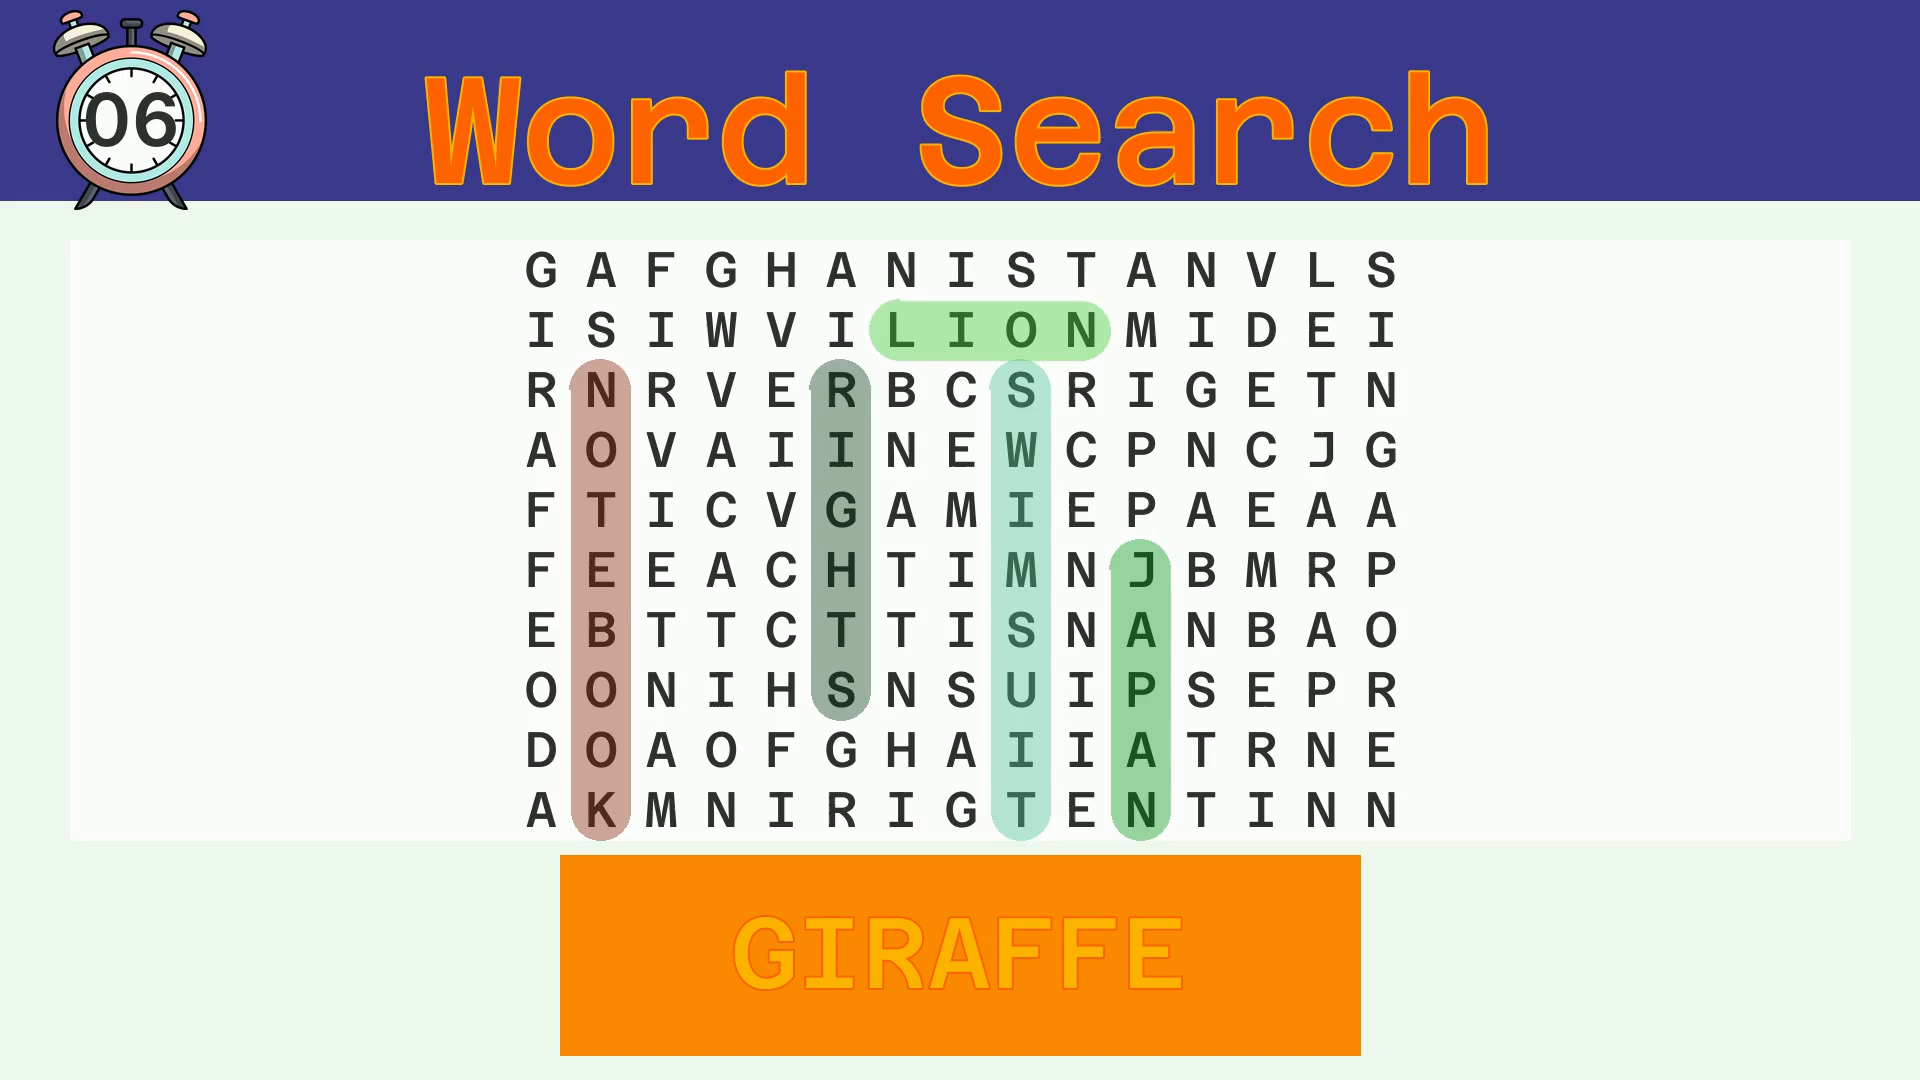 06
Word Search
G A F G H A N I S T A N V L S
I S I W V I L I O N M I D E I
R N R V E R B C S R I G E T N
A O V A I I N E W C P N C J G
F T I C V G A M I E P A E A A
F E E A C H T I M N J B M R P
E B T T C T T I S N A N B A O
O O N I H S N S U I P S E P R
D O A O F G H A I I A T R N E
A K M N I R I G T E N T I N N
GIRAFFE